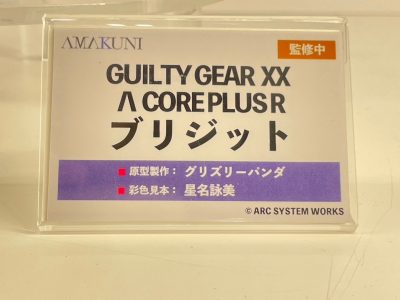 AMAKUNI
監修中
GUILTY GEAR XX
Λ CORE PLUS R
ブリジット
■ 原型製作： グリズリーパンダ
■ 彩色見本： 星名詠美
© ARC SYSTEM WORKS